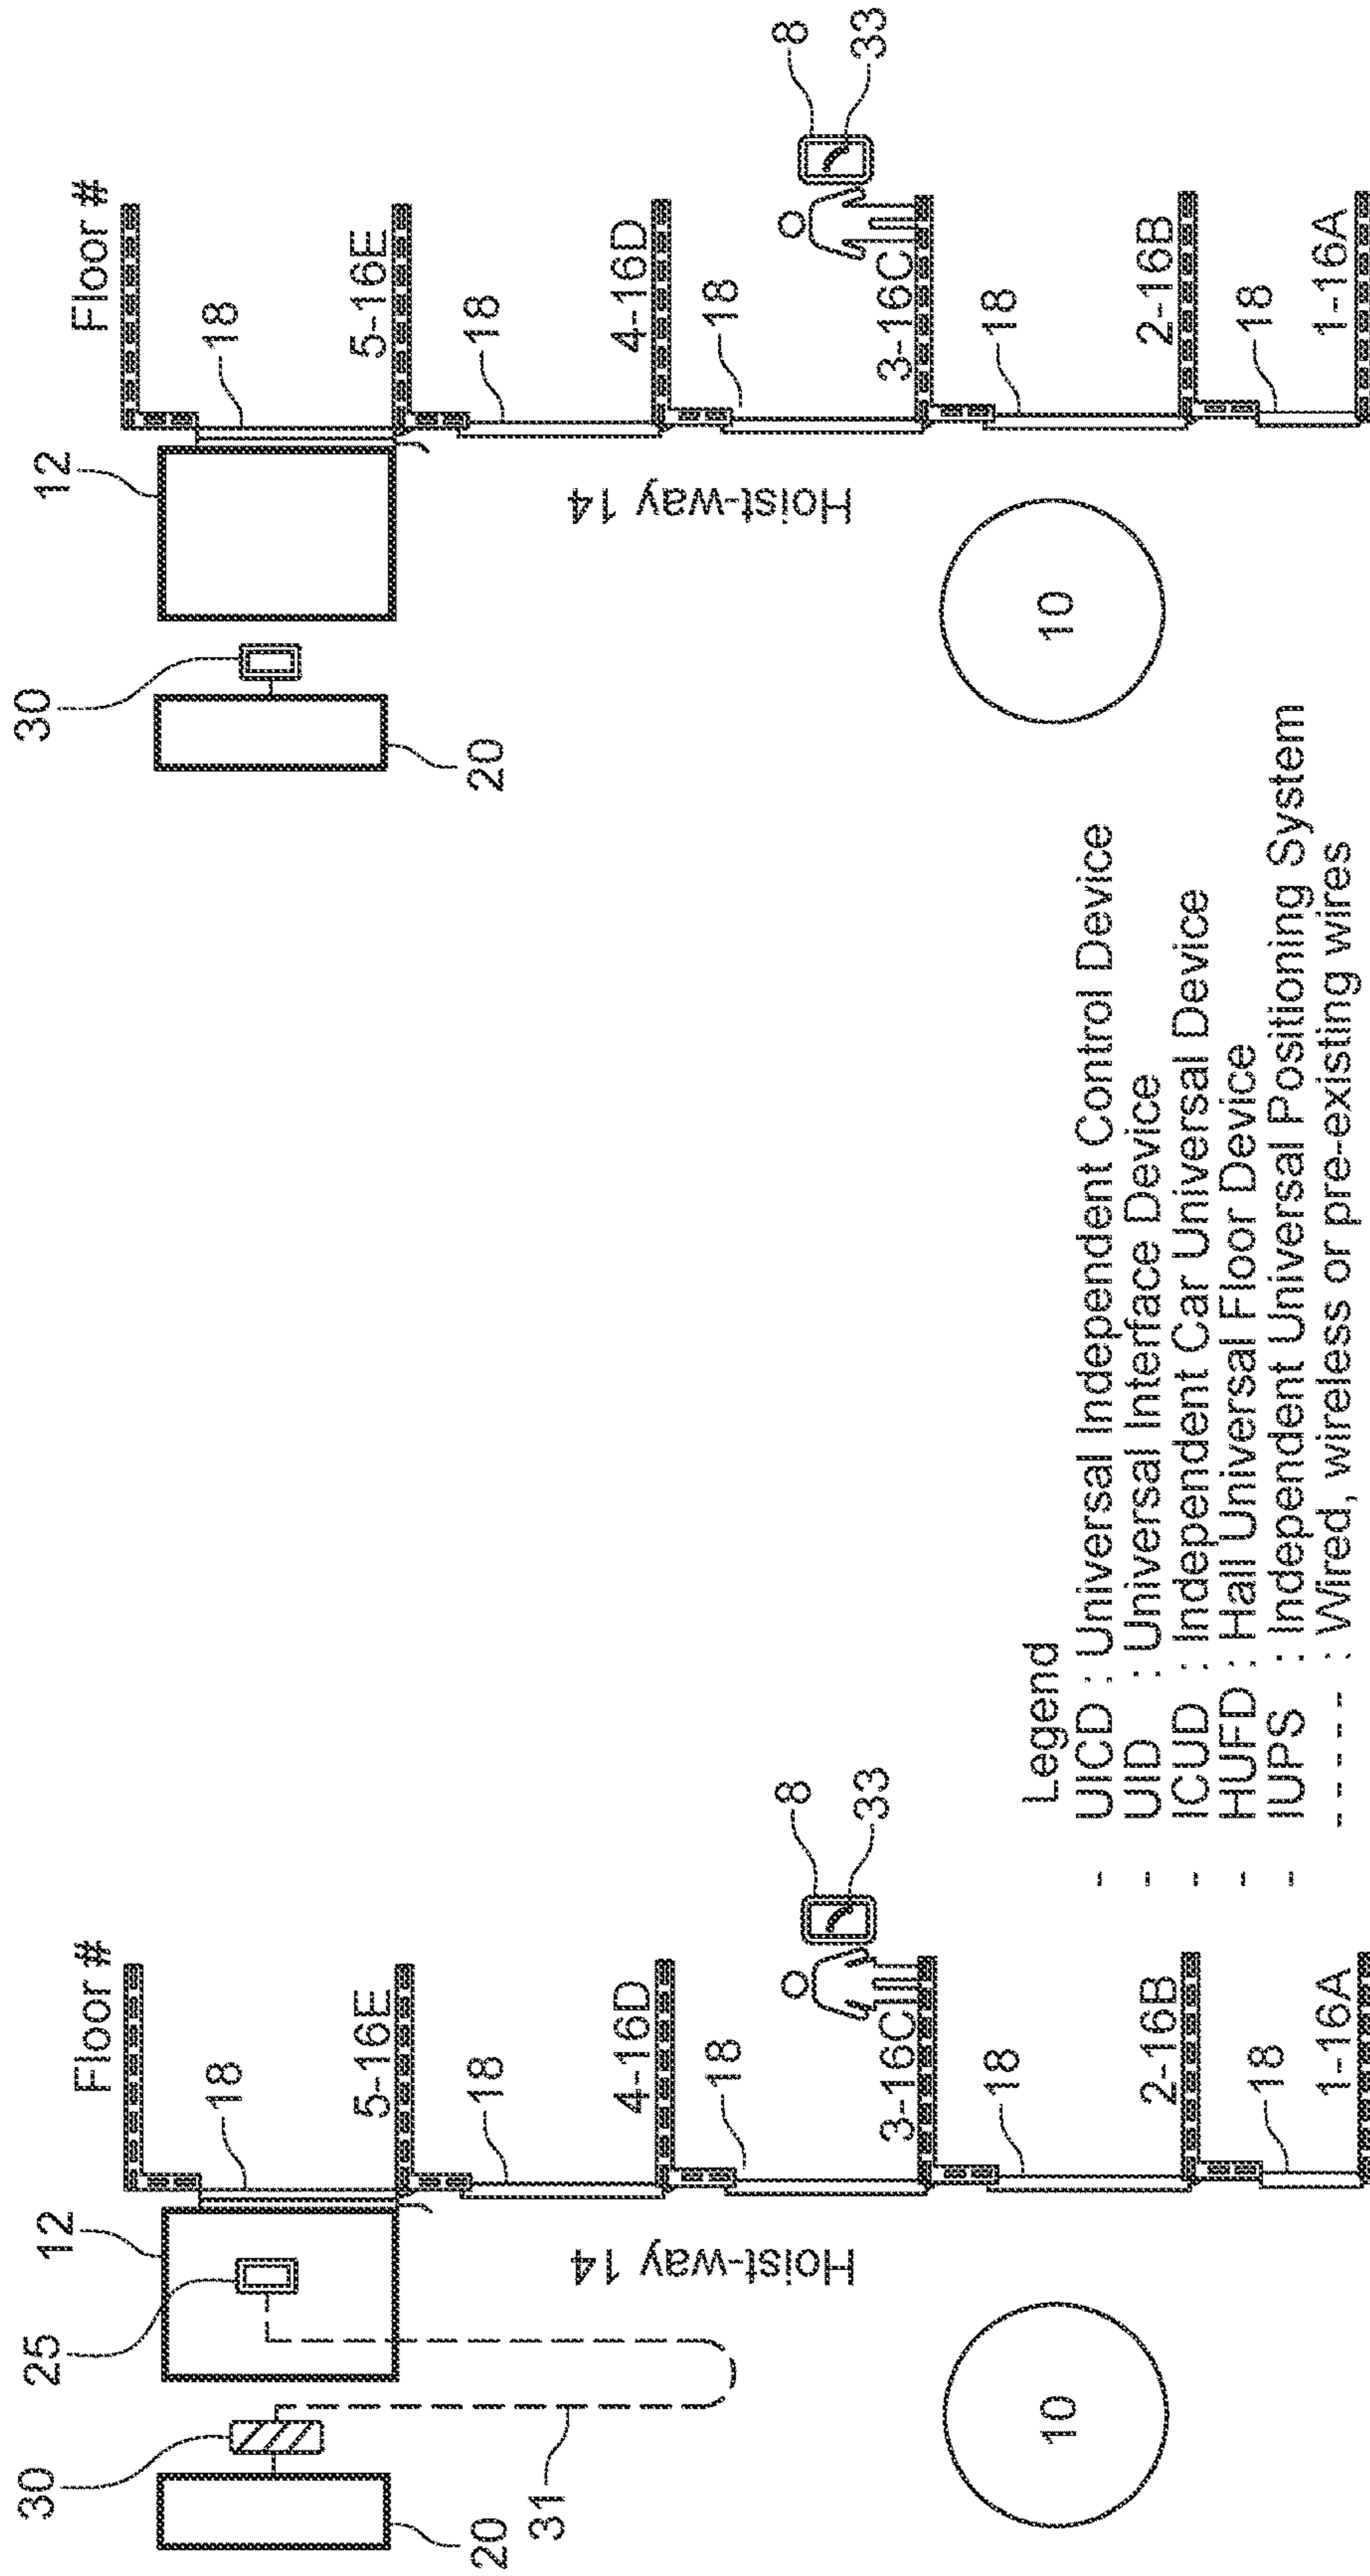 Floor #
30
25
12
18
5-16E
18
4-16D
18
8
33
3-16C
18
2-16B
18
1-16A
20
31
Hoist-way 14
10
Legend
- UICD : Universal Independent Control Device
- UID : Universal Interface Device
- ICUD : Independent Car Universal Device
- HUFD : Hall Universal Floor Device
- IUPS : Independent Universal Positioning System
- - - - - : Wired, wireless or pre-existing wires
Floor #
30
12
18
5-16E
20
18
4-16D
18
8
33
3-16C
Hoist-way 14
18
2-16B
10
18
1-16A